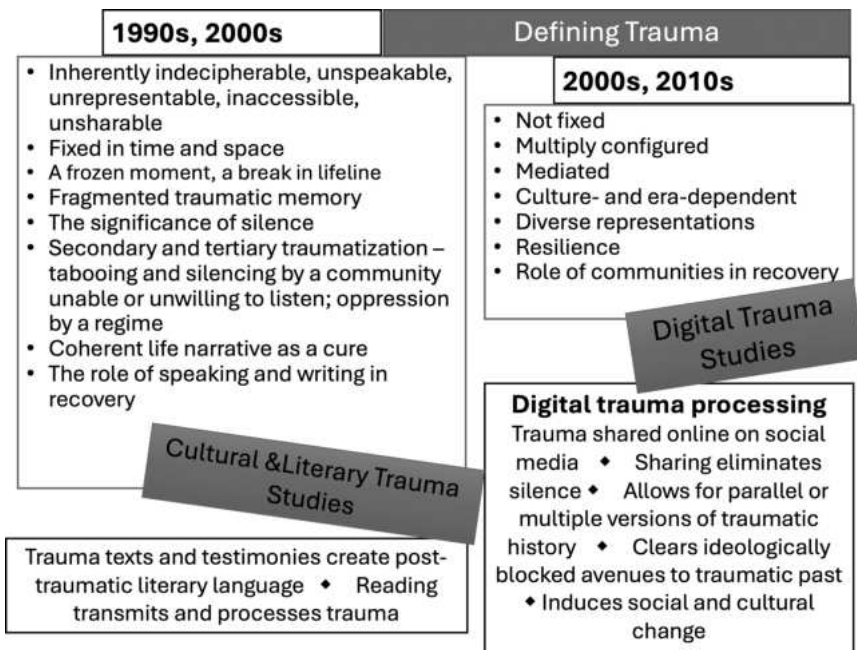 1990s, 2000s
Defining Trauma
• Inherently indecipherable, unspeakable,
unrepresentable, inaccessible,
unsharable
• Fixed in time and space
• A frozen moment, a break in lifeline
• Fragmented traumatic memory
• The significance of silence
• Secondary and tertiary traumatization –
tabooing and silencing by a community
unable or unwilling to listen; oppression
by a regime
• Coherent life narrative as a cure
• The role of speaking and writing in
recovery
Cultural &Literary Trauma
Studies
Trauma texts and testimonies create post-
traumatic literary language ◆ Reading
transmits and processes trauma
2000s, 2010s
• Not fixed
• Multiply configured
• Mediated
• Culture- and era-dependent
• Diverse representations
• Resilience
• Role of communities in recovery
Digital Trauma
Studies
Digital trauma processing
Trauma shared online on social
media ◆ Sharing eliminates
silence ◆ Allows for parallel or
multiple versions of traumatic
history ◆ Clears ideologically
blocked avenues to traumatic past
◆ Induces social and cultural
change